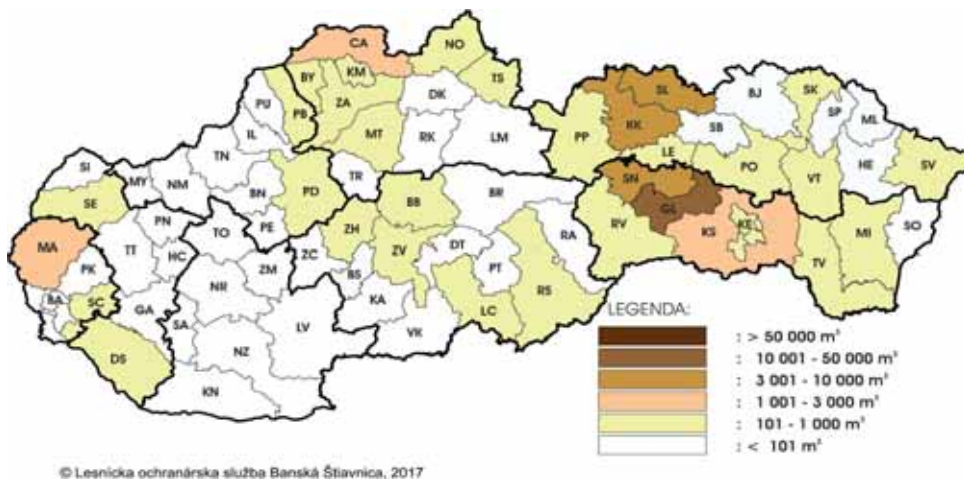 CA
NO
TS
BY
KM
ZA
PB
PU
IL
MT
DK
RK
LM
TN
SI
MY
NM
BN
PD
TR
SE
PN
PE
MA
PK
TT
HC
TO
BA
SC
GA
DS
NR
ZM
SA
NZ
KN
LV
ZC
ZH
BS
KA
BB
ZV
BR
DT
PT
RA
VK
LC
RS
SL
KK
PP
BJ
SK
SP
ML
SB
LE
PO
VT
HE
SV
SN
GL
RV
KS
KE
TV
MI
SO
LEGENDA:
: > 50 000 m³
: 10 001 - 50 000 m³
: 3 001 - 10 000 m³
: 1 001 - 3 000 m³
: 101 - 1 000 m³
: < 101 m³
© Lesnícka ochranárska služba Banská Štiavnica, 2017